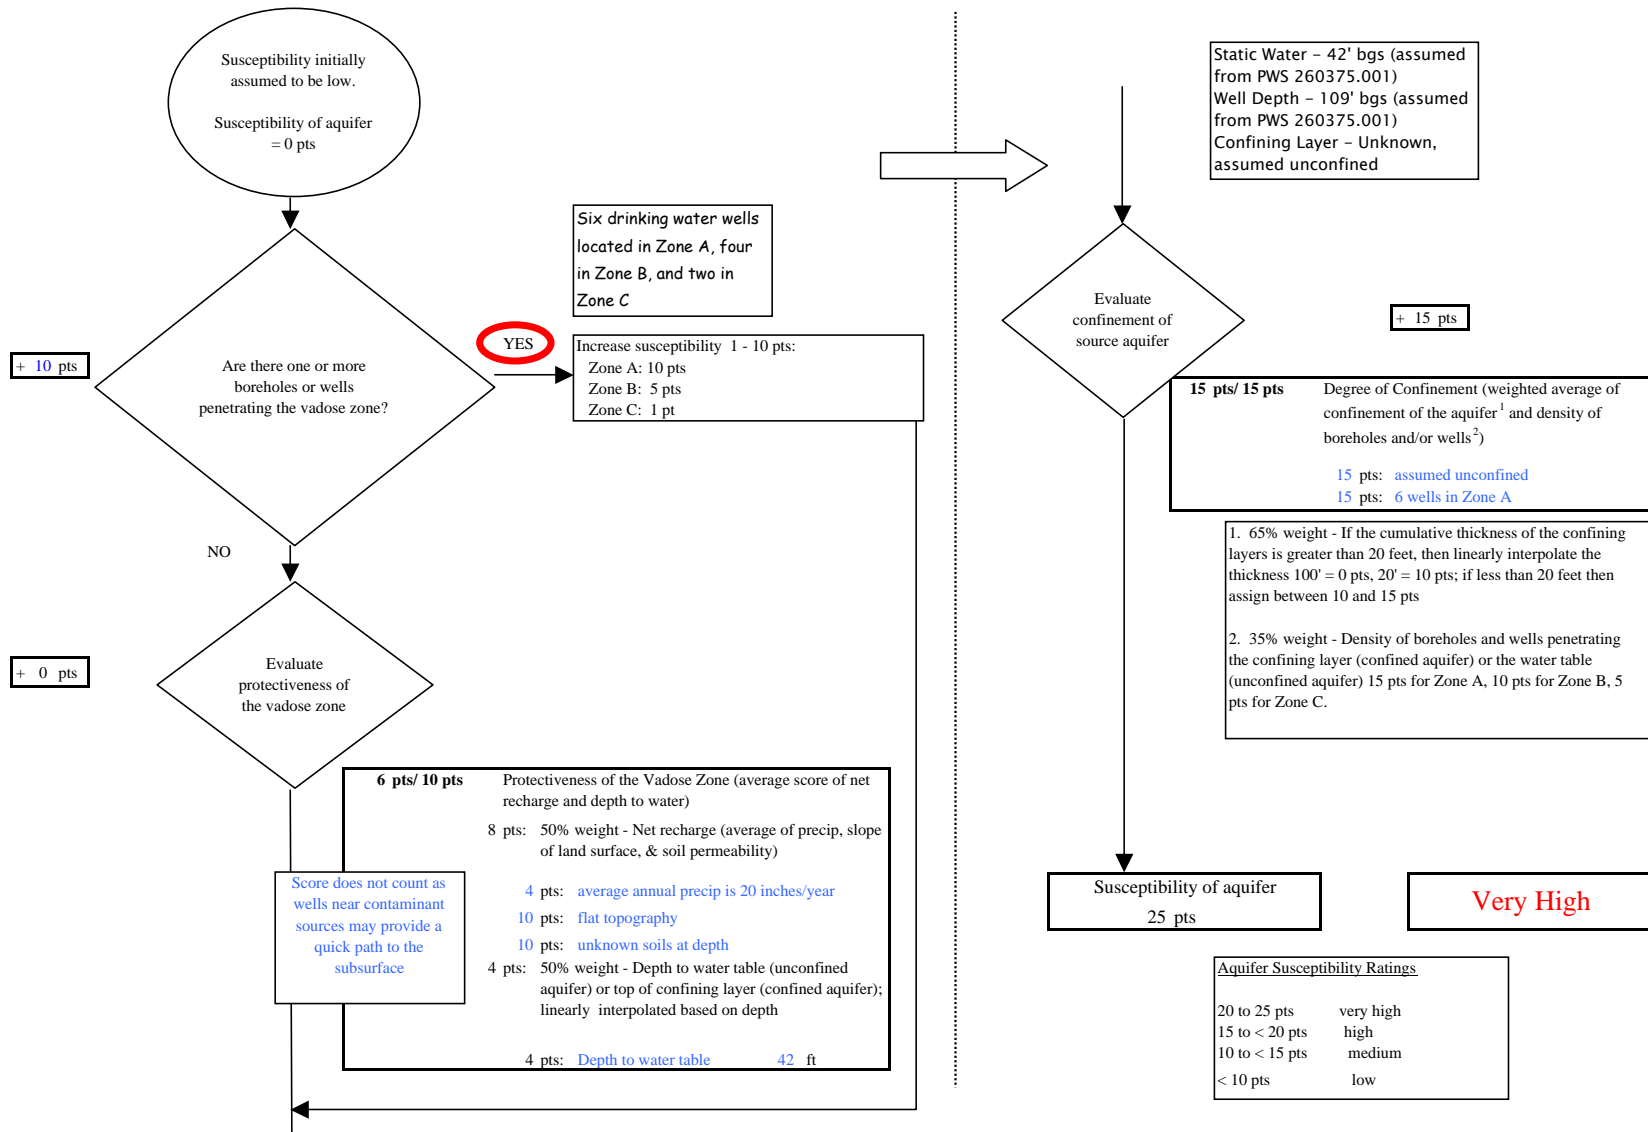 Susceptibility initially
assumed to be low.
Susceptibility of aquifer
= 0 pts
Six drinking water wells
located in Zone A, four
in Zone B, and two in
Zone C
+ 10 pts
Are there one or more
boreholes or wells
penetrating the vadose zone?
YES
Increase susceptibility 1 - 10 pts:
Zone A: 10 pts
Zone B: 5 pts
Zone C: 1 pt
NO
+ 0 pts
Evaluate
protectiveness of
the vadose zone
6 pts/ 10 pts Protectiveness of the Vadose Zone (average score of net
recharge and depth to water)
8 pts: 50% weight - Net recharge (average of precip, slope
of land surface, & soil permeability)
4 pts: average annual precip is 20 inches/year
10 pts: flat topography
10 pts: unknown soils at depth
4 pts: 50% weight - Depth to water table (unconfined
aquifer) or top of confining layer (confined aquifer);
linearly interpolated based on depth
4 pts: Depth to water table 42 ft
Score does not count as
wells near contaminant
sources may provide a
quick path to the
subsurface
Static Water – 42' bgs (assumed
from PWS 260375.001)
Well Depth – 109' bgs (assumed
from PWS 260375.001)
Confining Layer – Unknown,
assumed unconfined
Evaluate
confinement of
source aquifer
+ 15 pts
15 pts/ 15 pts Degree of Confinement (weighted average of
confinement of the aquifer1 and density of
boreholes and/or wells2)
15 pts: assumed unconfined
15 pts: 6 wells in Zone A
1. 65% weight - If the cumulative thickness of the confining
layers is greater than 20 feet, then linearly interpolate the
thickness 100' = 0 pts, 20' = 10 pts; if less than 20 feet then
assign between 10 and 15 pts
2. 35% weight - Density of boreholes and wells penetrating
the confining layer (confined aquifer) or the water table
(unconfined aquifer) 15 pts for Zone A, 10 pts for Zone B, 5
pts for Zone C.
Susceptibility of aquifer
25 pts
Very High
Aquifer Susceptibility Ratings
20 to 25 pts very high
15 to < 20 pts high
10 to < 15 pts medium
< 10 pts low